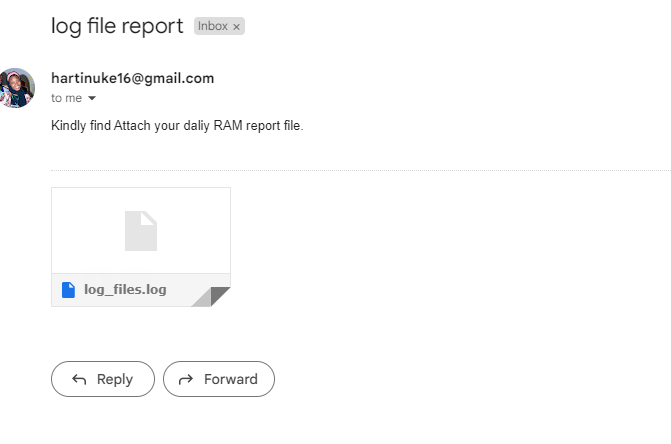 log file report Inbox ×
hartinuke16@gmail.com
to me
Kindly find Attach your daliy RAM report file.
log_files.log
Reply Forward